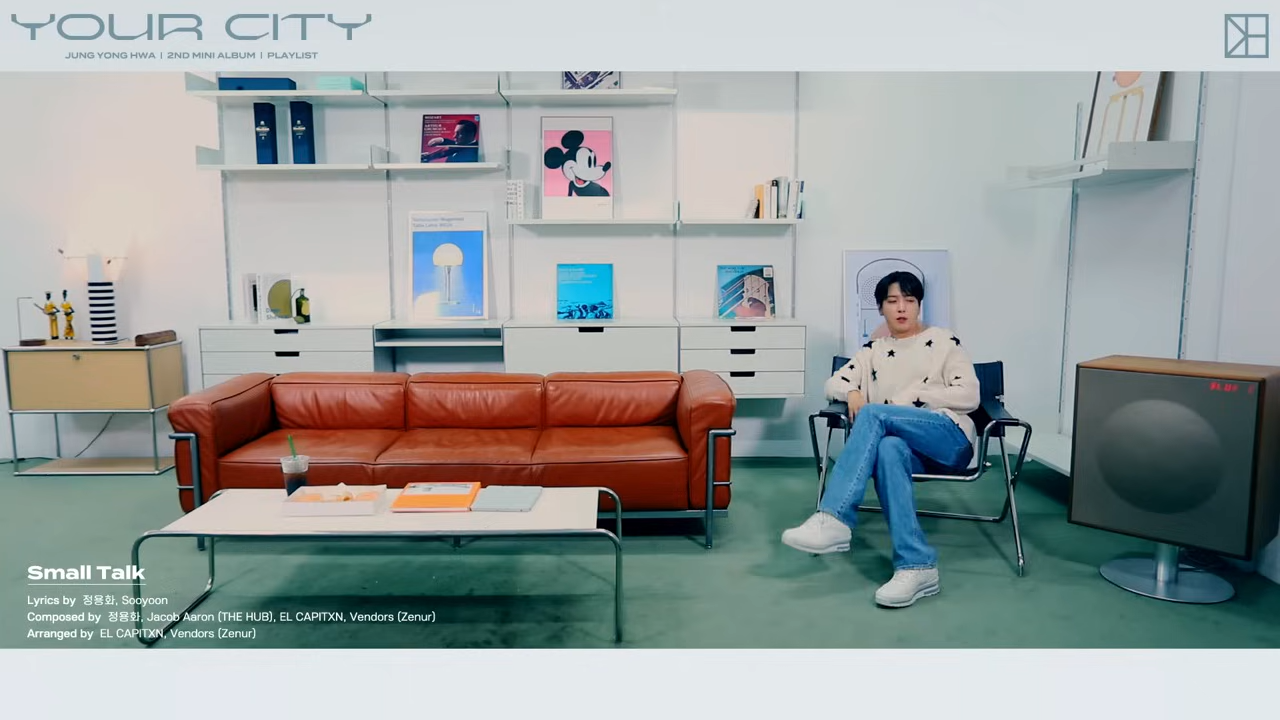 YOUR CITY
JUNG YONG HWA | 2ND MINI ALBUM | PLAYLIST
Small Talk
Lyrics by 정용화, Sooyoon
Composed by 정용화, Jacob Aaron (THE HUB), EL CAPITXN, Vendors (Zenur)
Arranged by EL CAPITXN, Vendors (Zenur)